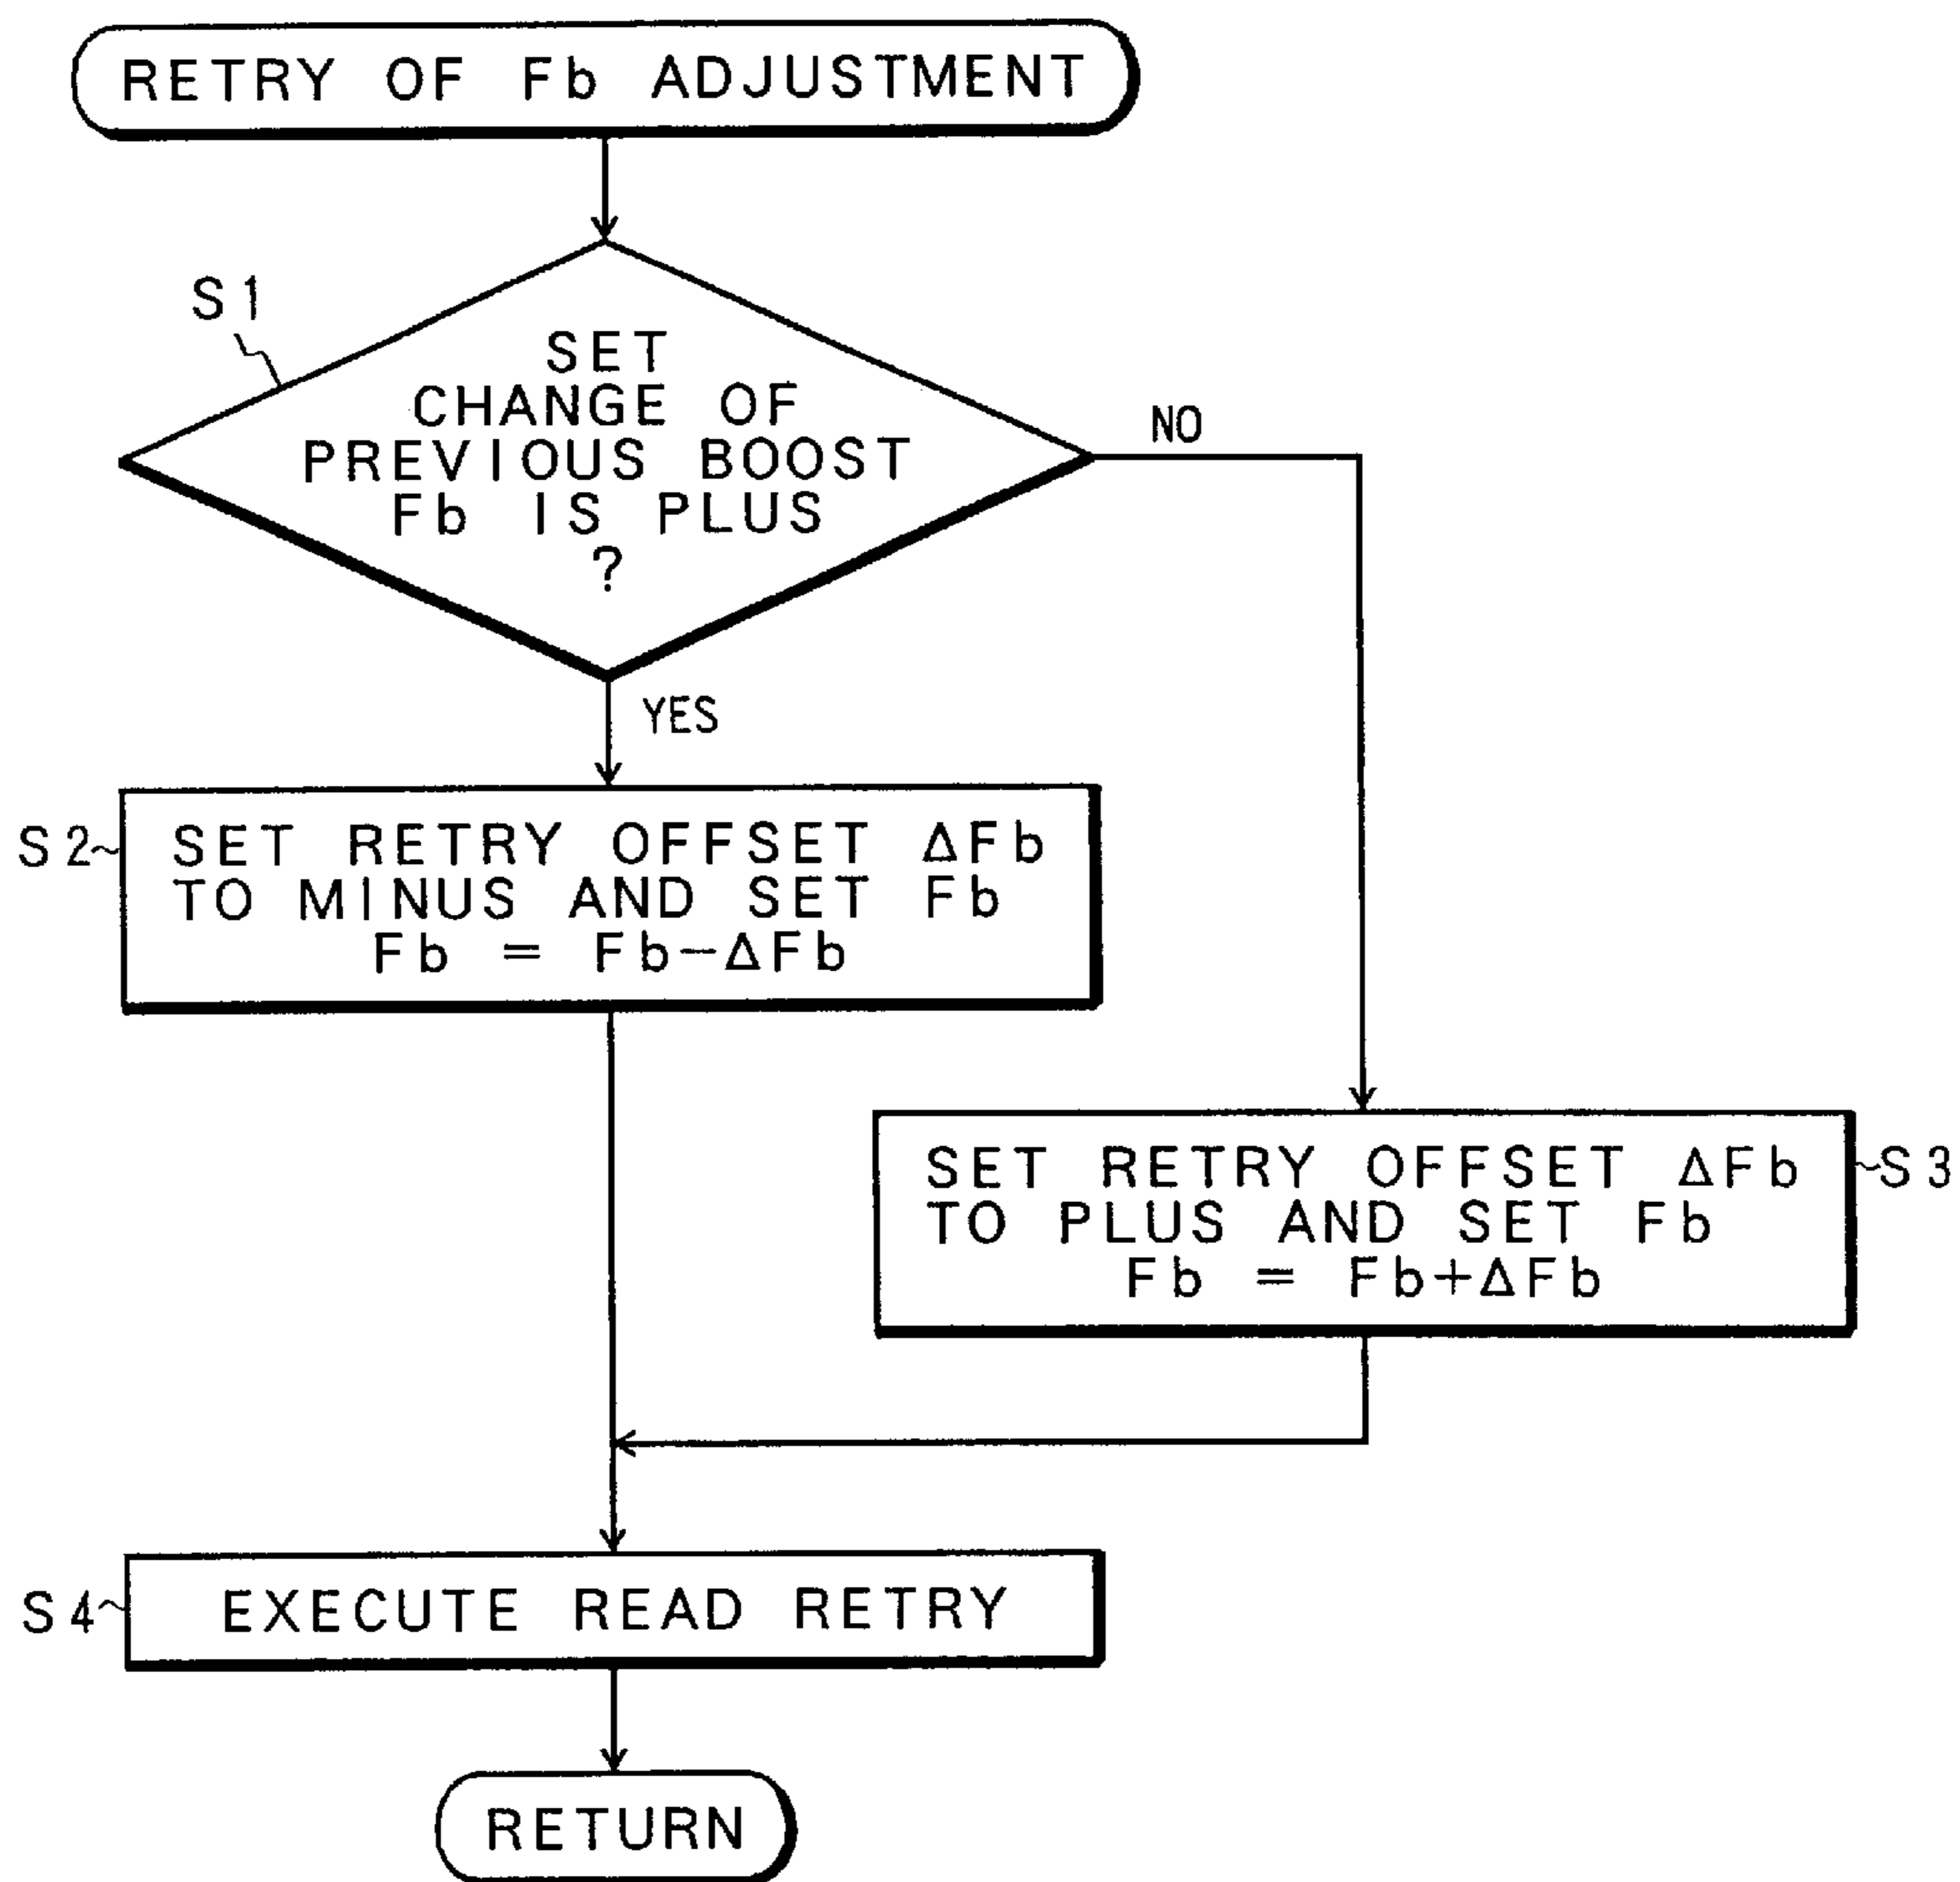 RETRY OF Fb ADJUSTMENT
S1
SET
CHANGE OF
PREVIOUS BOOST
Fb IS PLUS
?
NO
YES
S2
SET RETRY OFFSET ΔFb
TO MINUS AND SET Fb
Fb = Fb-ΔFb
SET RETRY OFFSET ΔFb
TO PLUS AND SET Fb
Fb = Fb+ΔFb
S3
S4
EXECUTE READ RETRY
RETURN